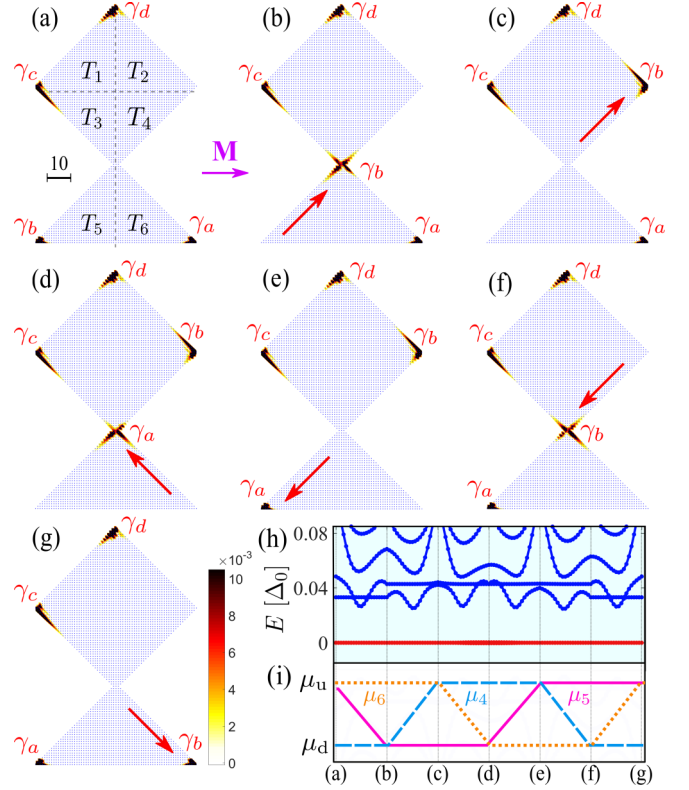 (a) γd (b) γd (c) γd
γc T1 T2 γc γc γb
T3 T4
10 M γb
γb T5 T6 γa γa γa
(d) γd (e) γd (f) γd
γc γb γc γb γc
γa γb
γa γa
(g) γd (h) 0.08
γc 10⁻³
10 E [Δ0] 0.04
8
6 0
4 (i) μu μ6 μ4 μ5
2
γa γb 0 μd
(a) (b) (c) (d) (e) (f) (g)